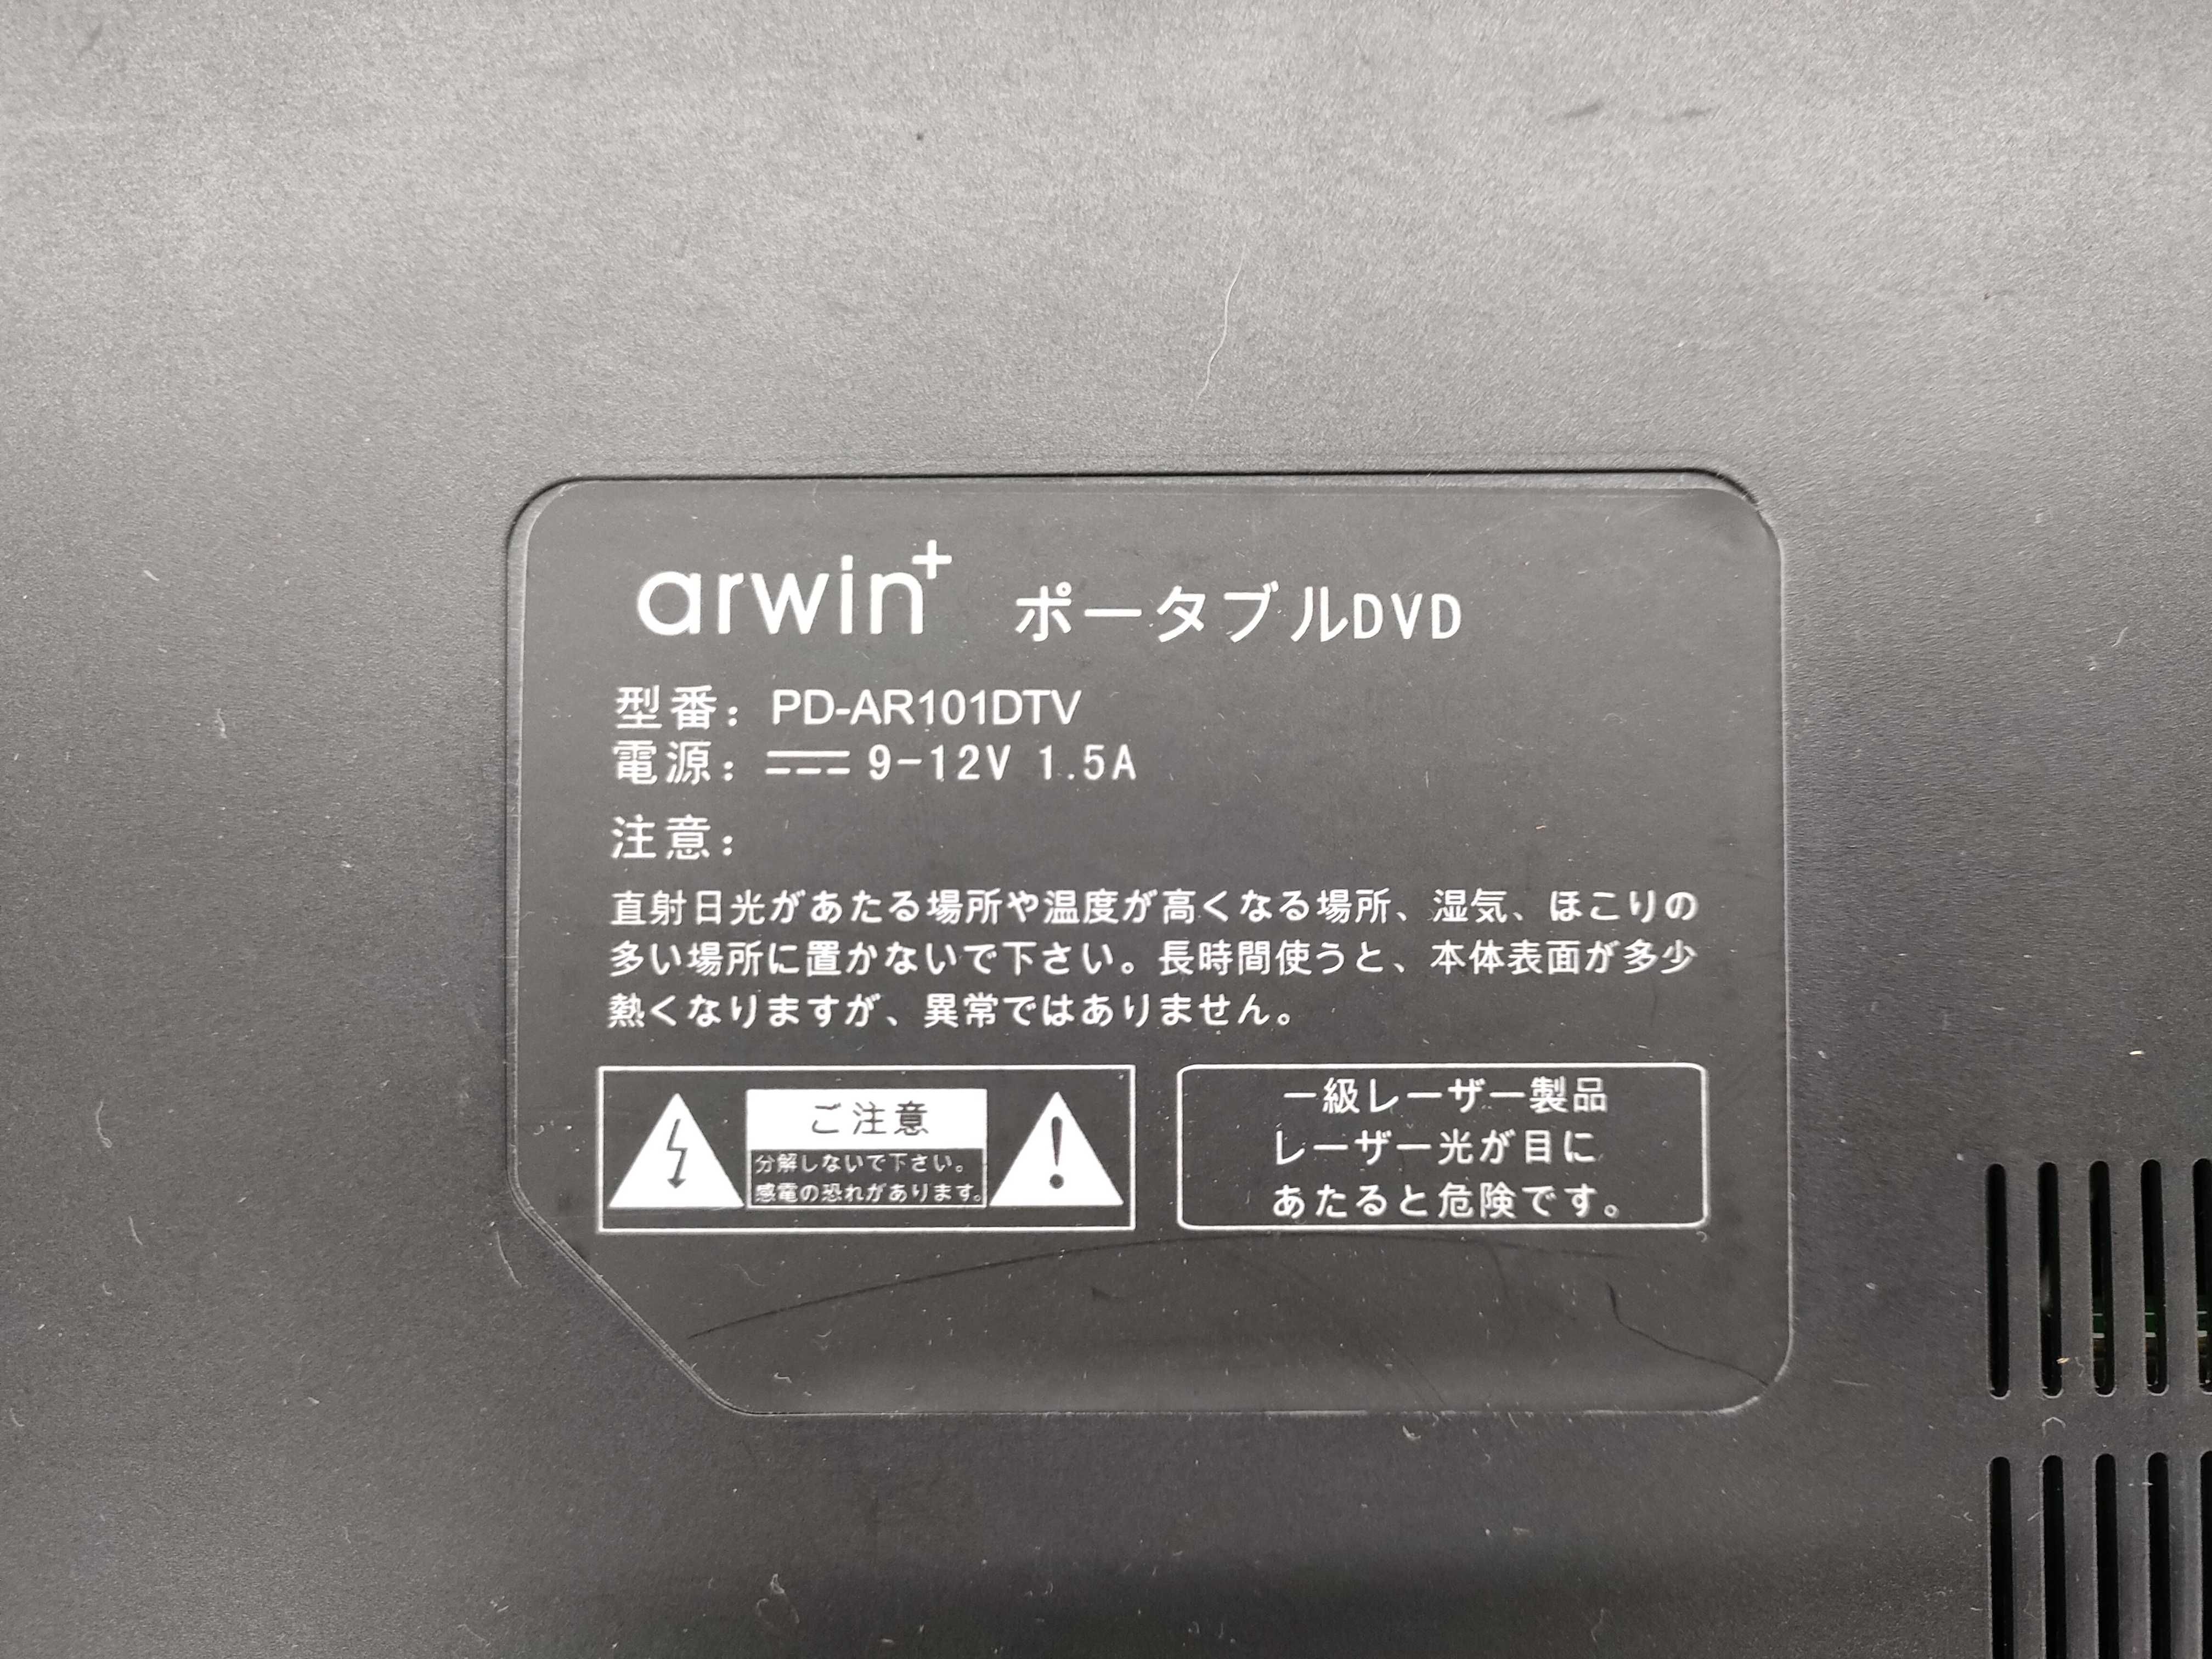 arwin+ ポータブルDVD
型番：PD-AR101DTV
電源：⎓ 9-12V 1.5A
注意：
直射日光があたる場所や温度が高くなる場所、湿気、ほこりの
多い場所に置かないで下さい。長時間使うと、本体表面が多少
熱くなりますが、異常ではありません。
ご注意
分解しないで下さい。
感電の恐れがあります。
一級レーザー製品
レーザー光が目に
あたると危険です。